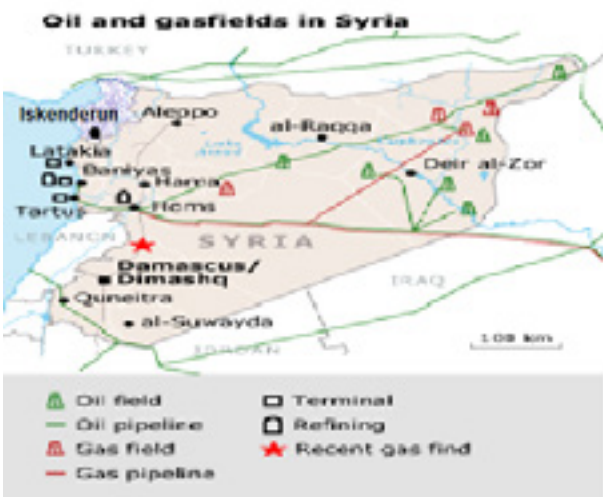 Oil and gasfields in Syria
TURKEY
Iskenderun
Aleppo
al-Raqqa
Latakia
Baniyas
Hama
Deir al-Zor
Tartus
Homs
LEBANON
SYRIA
Damascus/
Dimashq
IRAQ
Quneitra
al-Suwayda
JORDAN
100 km
Oil field
Terminal
Oil pipeline
Refining
Gas field
Recent gas find
Gas pipeline